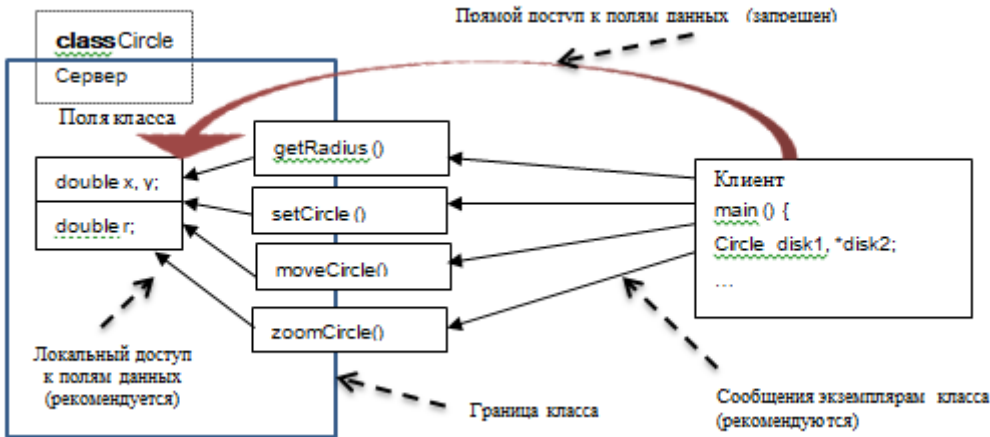 Прямой доступ к полям данных (запрещен)
class Circle
Сервер
Поля класса
double x, y;
double r;
getRadius ()
setCircle ()
moveCircle()
zoomCircle()
Клиент
main () {
Circle disk1, *disk2;
...
Локальный доступ
к полям данных
(рекомендуется)
Граница класса
Сообщения экземплярам класса
(рекомендуются)